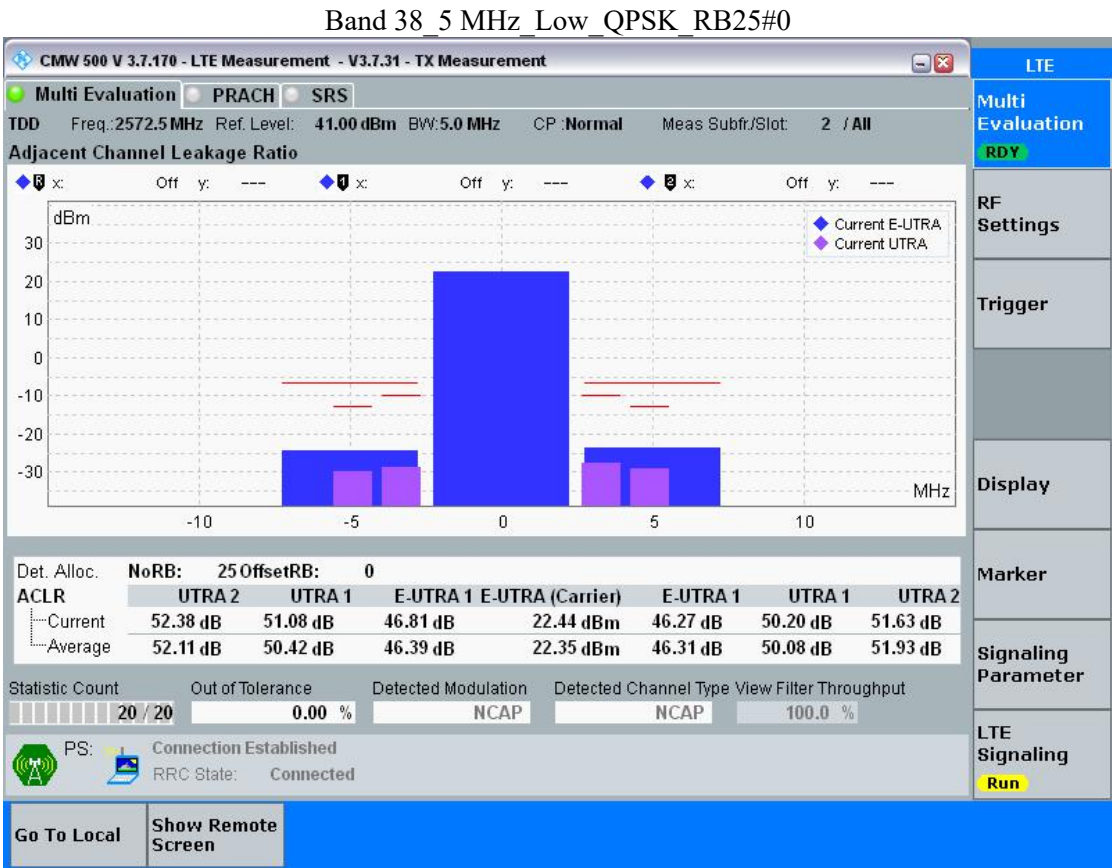 Band 38_5 MHz_Low_QPSK_RB25#0
CMW 500 V 3.7.170 - LTE Measurement - V3.7.31 - TX Measurement
LTE
Multi Evaluation PRACH SRS
Multi Evaluation
RDY
TDD Freq.:2572.5 MHz Ref. Level: 41.00 dBm BW:5.0 MHz CP :Normal Meas Subfr./Slot: 2 / All
Adjacent Channel Leakage Ratio
R x: Off y: --- 1 x: Off y: --- 2 x: Off y: ---
dBm
Current E-UTRA
Current UTRA
30
20
10
0
-10
-20
-30
MHz
-10 -5 0 5 10
RF Settings
Trigger
Display
Marker
Signaling Parameter
LTE Signaling
Run
Det. Alloc. NoRB: 25 OffsetRB: 0
ACLR UTRA 2 UTRA 1 E-UTRA 1 E-UTRA (Carrier) E-UTRA 1 UTRA 1 UTRA 2
Current 52.38 dB 51.08 dB 46.81 dB 22.44 dBm 46.27 dB 50.20 dB 51.63 dB
Average 52.11 dB 50.42 dB 46.39 dB 22.35 dBm 46.31 dB 50.08 dB 51.93 dB
Statistic Count Out of Tolerance Detected Modulation Detected Channel Type View Filter Throughput
20 / 20 0.00 % NCAP NCAP 100.0 %
PS: Connection Established
RRC State: Connected
Go To Local Show Remote Screen